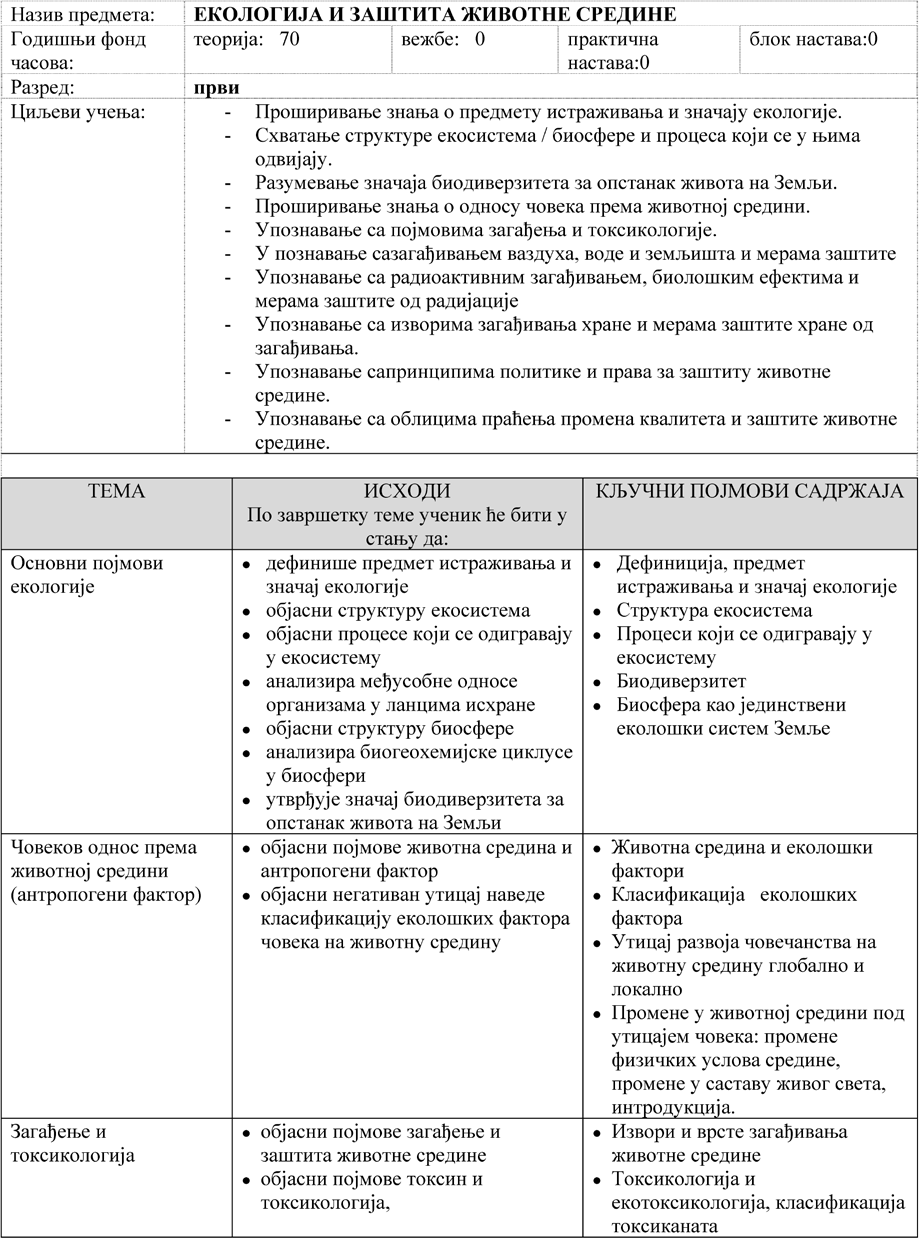 Назив предмета: ЕКОЛОГИЈА И ЗАШТИТА ЖИВОТНЕ СРЕДИНЕ
Годишњи фонд часова: теорија: 70 вежбе: 0 практична настава:0 блок настава:0
Разред: први
Циљеви учења:
- Проширивање знања о предмету истраживања и значају екологије.
- Схватање структуре екосистема / биосфере и процеса који се у њима
одвијају.
- Разумевање значаја биодиверзитета за опстанак живота на Земљи.
- Проширивање знања о односу човека према животној средини.
- Упознавање са појмовима загађења и токсикологије.
- У познавање сазагађивањем ваздуха, воде и земљишта и мерама заштите
- Упознавање са радиоактивним загађивањем, биолошким ефектима и
мерама заштите од радијације
- Упознавање са изворима загађивања хране и мерама заштите хране од
загађивања.
- Упознавање сапринципима политике и права за заштиту животне
средине.
- Упознавање са облицима праћења промена квалитета и заштите животне
средине.
ТЕМА
ИСХОДИ
По завршетку теме ученик ће бити у
стању да:
КЉУЧНИ ПОЈМОВИ САДРЖАЈА
Основни појмови
екологије
• дефинише предмет истраживања и
значај екологије
• објасни структуру екосистема
• објасни процесе који се одигравају
у екосистему
• анализира међусобне односе
организама у ланцима исхране
• објасни структуру биосфере
• анализира биогеохемијске циклусе
у биосфери
• утврђује значај биодиверзитета за
опстанак живота на Земљи
• Дефиниција, предмет
истраживања и значај екологије
• Структура екосистема
• Процеси који се одигравају у
екосистему
• Биодиверзитет
• Биосфера као јединствени
еколошки систем Земље
Човеков однос према
животној средини
(антропогени фактор)
• објасни појмове животна средина и
антропогени фактор
• објасни негативан утицај наведе
класификацију еколошких фактора
човека на животну средину
• Животна средина и еколошки
фактори
• Класификација еколошких
фактора
• Утицај развоја човечанства на
животну средину глобално и
локално
• Промене у животној средини под
утицајем човека: промене
физичких услова средине,
промене у саставу живог света,
интродукција.
Загађење и
токсикологија
• објасни појмове загађење и
заштита животне средине
• објасни појмове токсин и
токсикологија,
• Извори и врсте загађивања
животне средине
• Токсикологија и
екотоксикологија, класификација
токсиканата